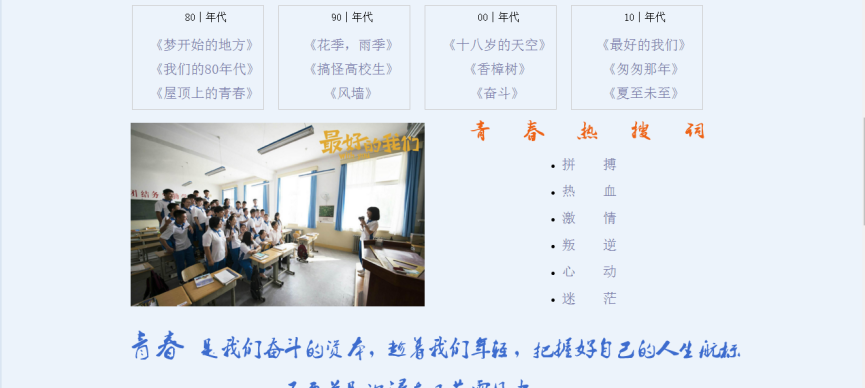 80 | 年代
《梦开始的地方》
《我们的80年代》
《屋顶上的青春》
90 | 年代
《花季，雨季》
《搞怪高校生》
《风墙》
00 | 年代
《十八岁的天空》
《香樟树》
《奋斗》
10 | 年代
《最好的我们》
《匆匆那年》
《夏至未至》
最好的我们
青春热搜词
拼搏
热血
激情
叛逆
心动
迷茫
青春 是我们奋斗的资本，趁着我们年轻，把握好自己的人生航标